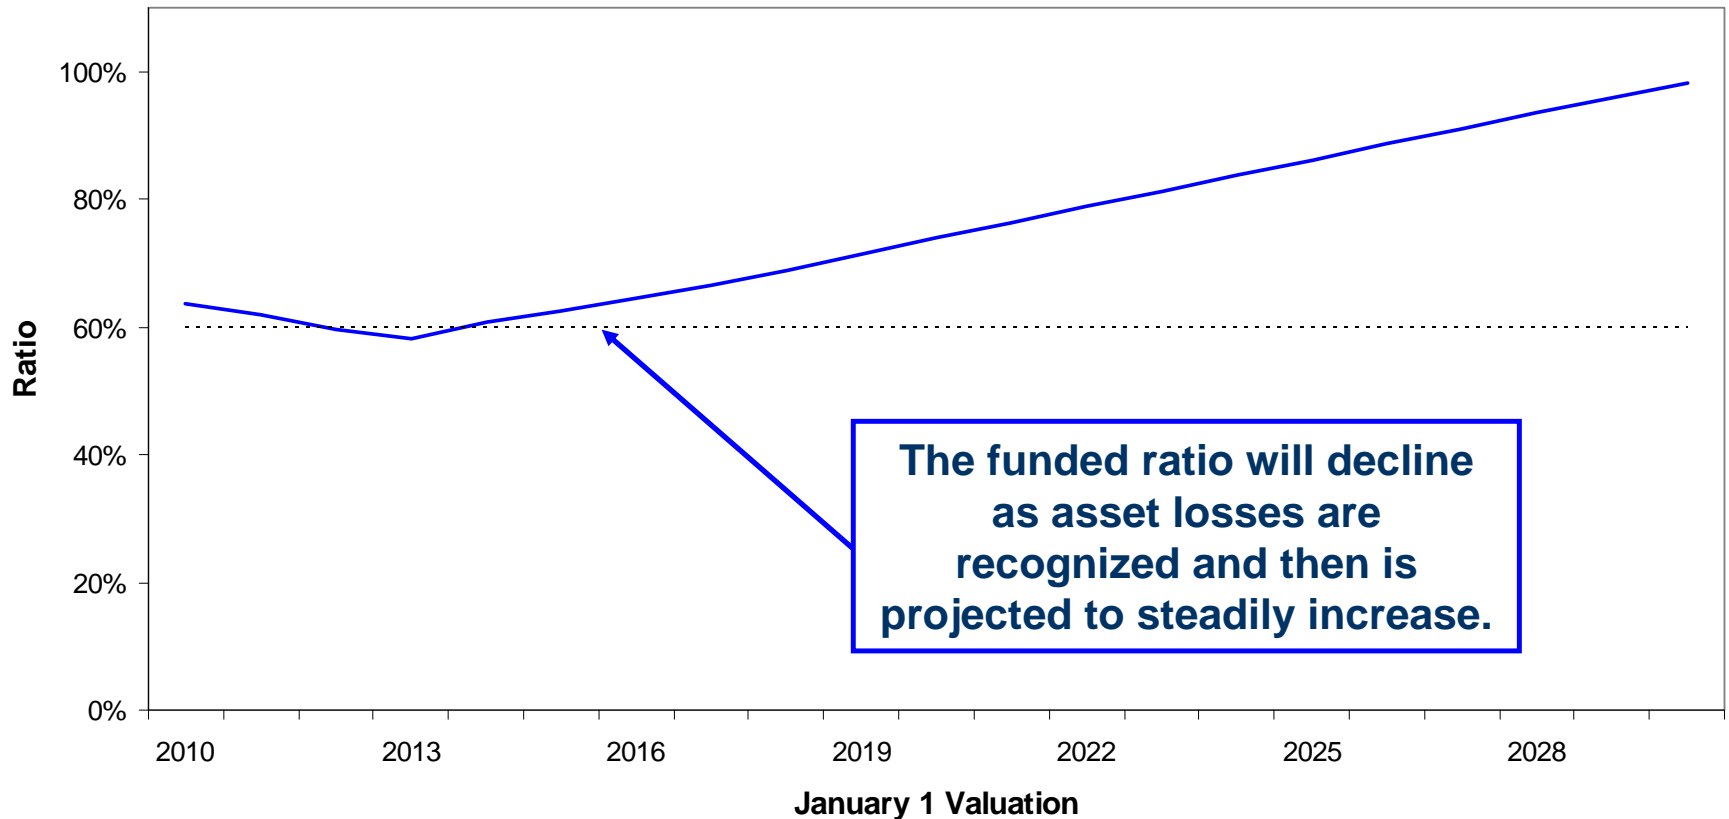 100%
80%
60%
40%
20%
0%
Ratio
The funded ratio will decline
as asset losses are
recognized and then is
projected to steadily increase.
2010 2013 2016 2019 2022 2025 2028
January 1 Valuation